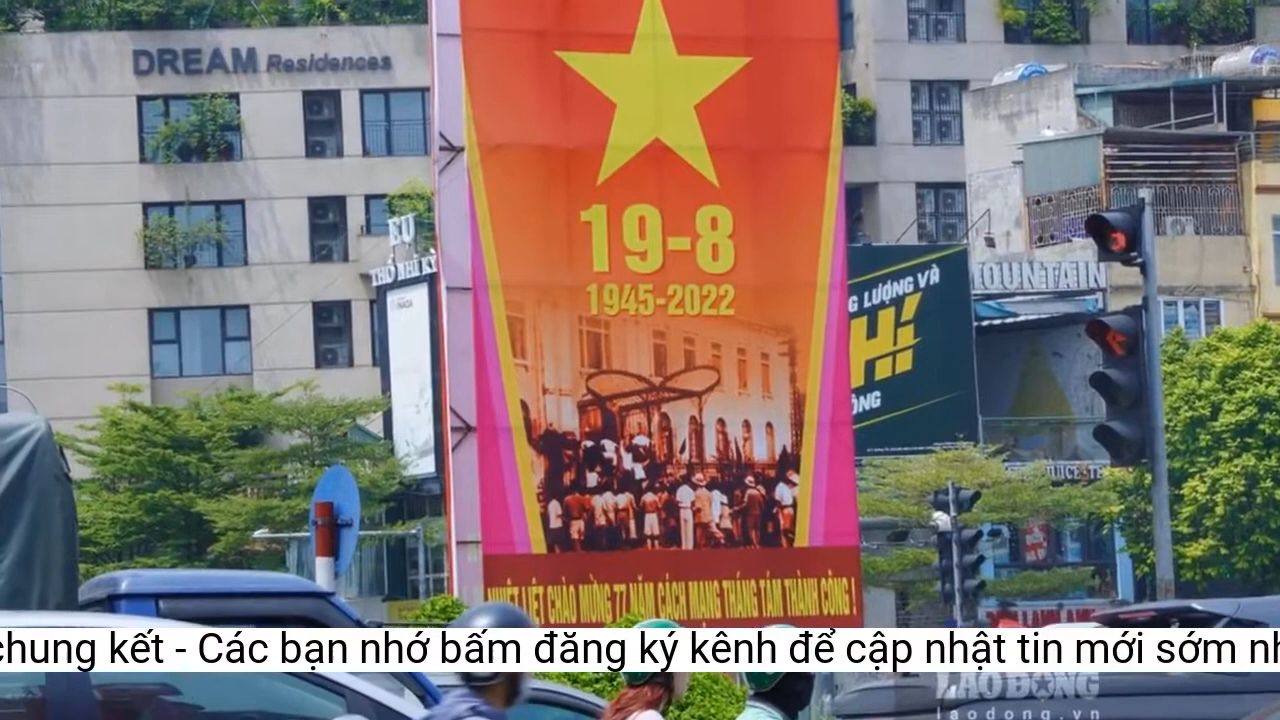 DREAM Residences
19-8
1945-2022
THỔ NHĨ KỲ
G LƯỢNG VÀ
MOUNTAIN
HÍ
ÔNG
NHIỆT LIỆT CHÀO MỪNG 77 NĂM CÁCH MẠNG THÁNG TÁM THÀNH CÔNG !
chung kết - Các bạn nhớ bấm đăng ký kênh để cập nhật tin mới sớm nh
LAO ĐỘNG
laodong.vn